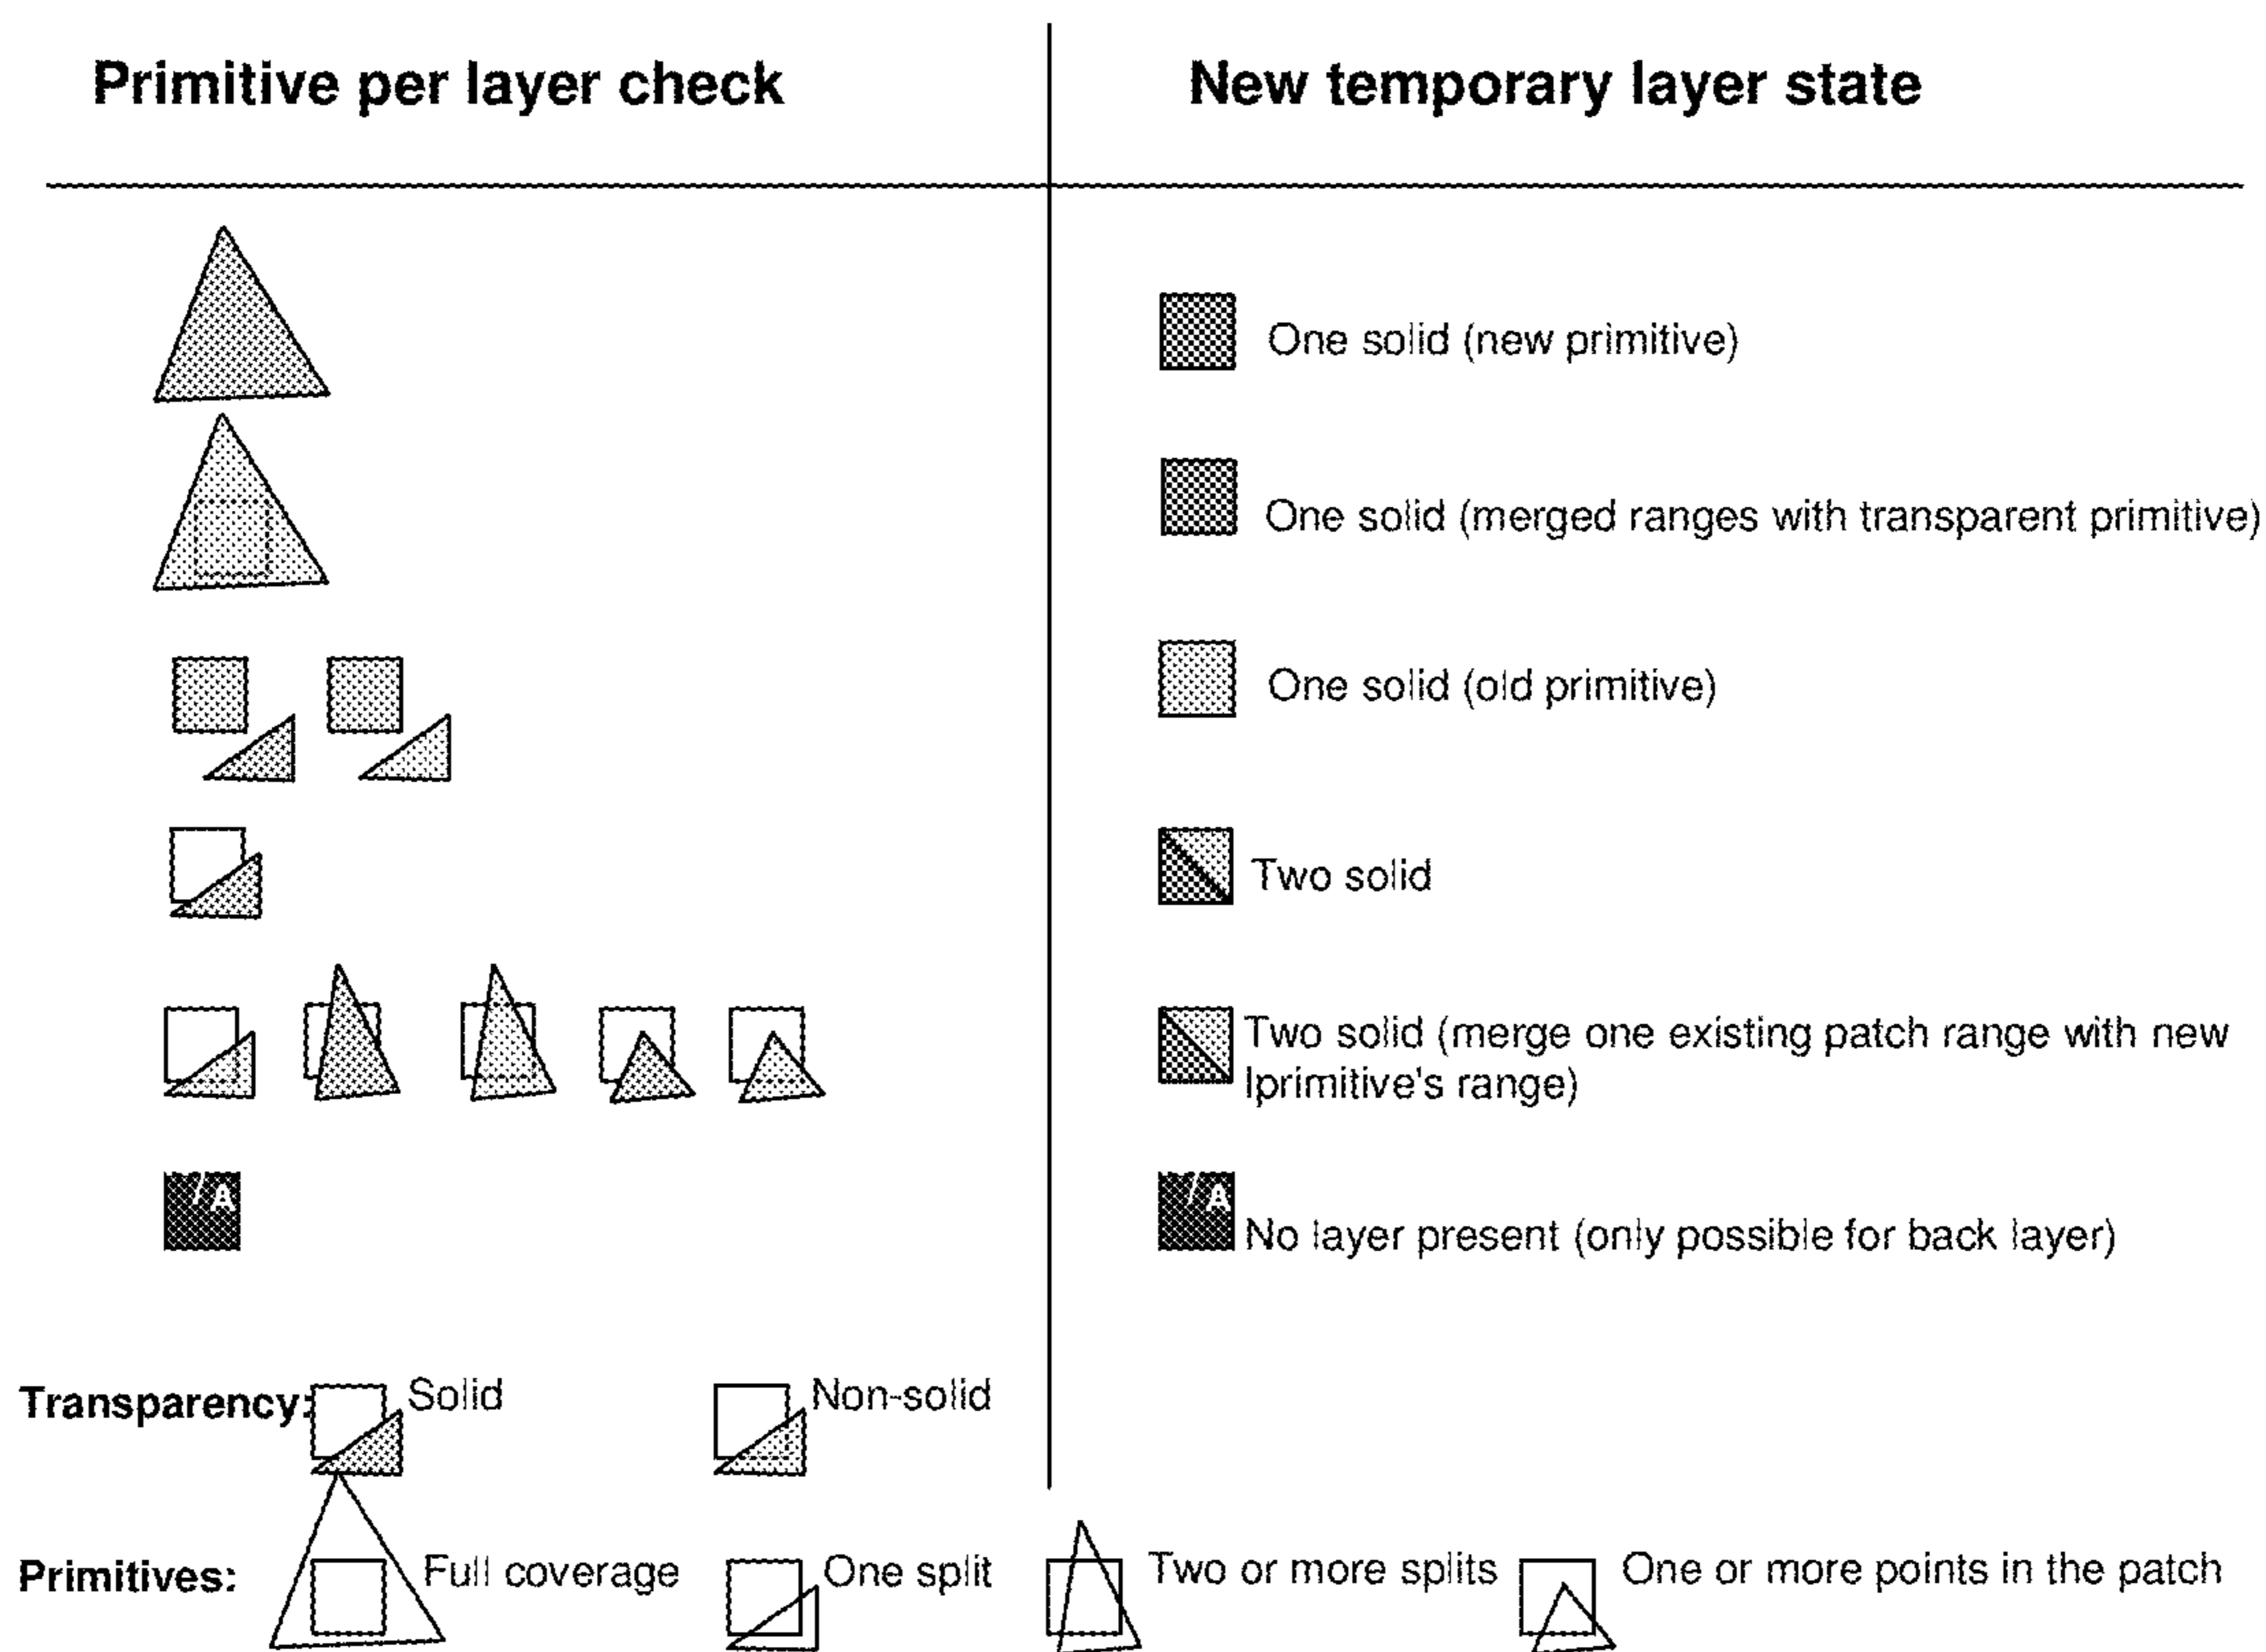 Primitive per layer check
New temporary layer state
One solid (new primitive)
One solid (merged ranges with transparent primitive)
One solid (old primitive)
Two solid
Two solid (merge one existing patch range with new
lprimitive's range)
/A
/A
No layer present (only possible for back layer)
Transparency:
Solid
Non-solid
Primitives:
Full coverage
One split
Two or more splits
One or more points in the patch